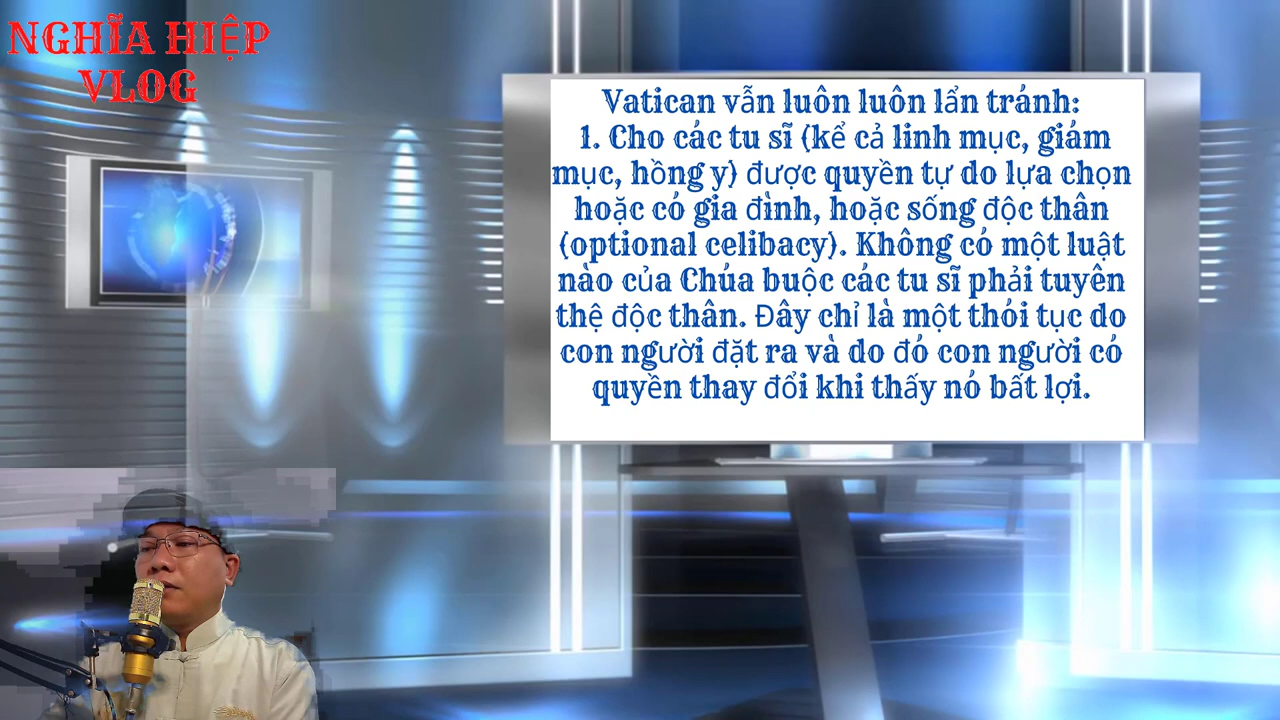 NGHĨA HIỆP
VLOG
Vatican vẫn luôn luôn lẩn tránh:
1. Cho các tu sĩ (kể cả linh mục, giám
mục, hồng y) được quyền tự do lựa chọn
hoặc có gia đình, hoặc sống độc thân
(optional celibacy). Không có một luật
nào của Chúa buộc các tu sĩ phải tuyên
thệ độc thân. Đây chỉ là một thói tục do
con người đặt ra và do đó con người có
quyền thay đổi khi thấy nó bất lợi.